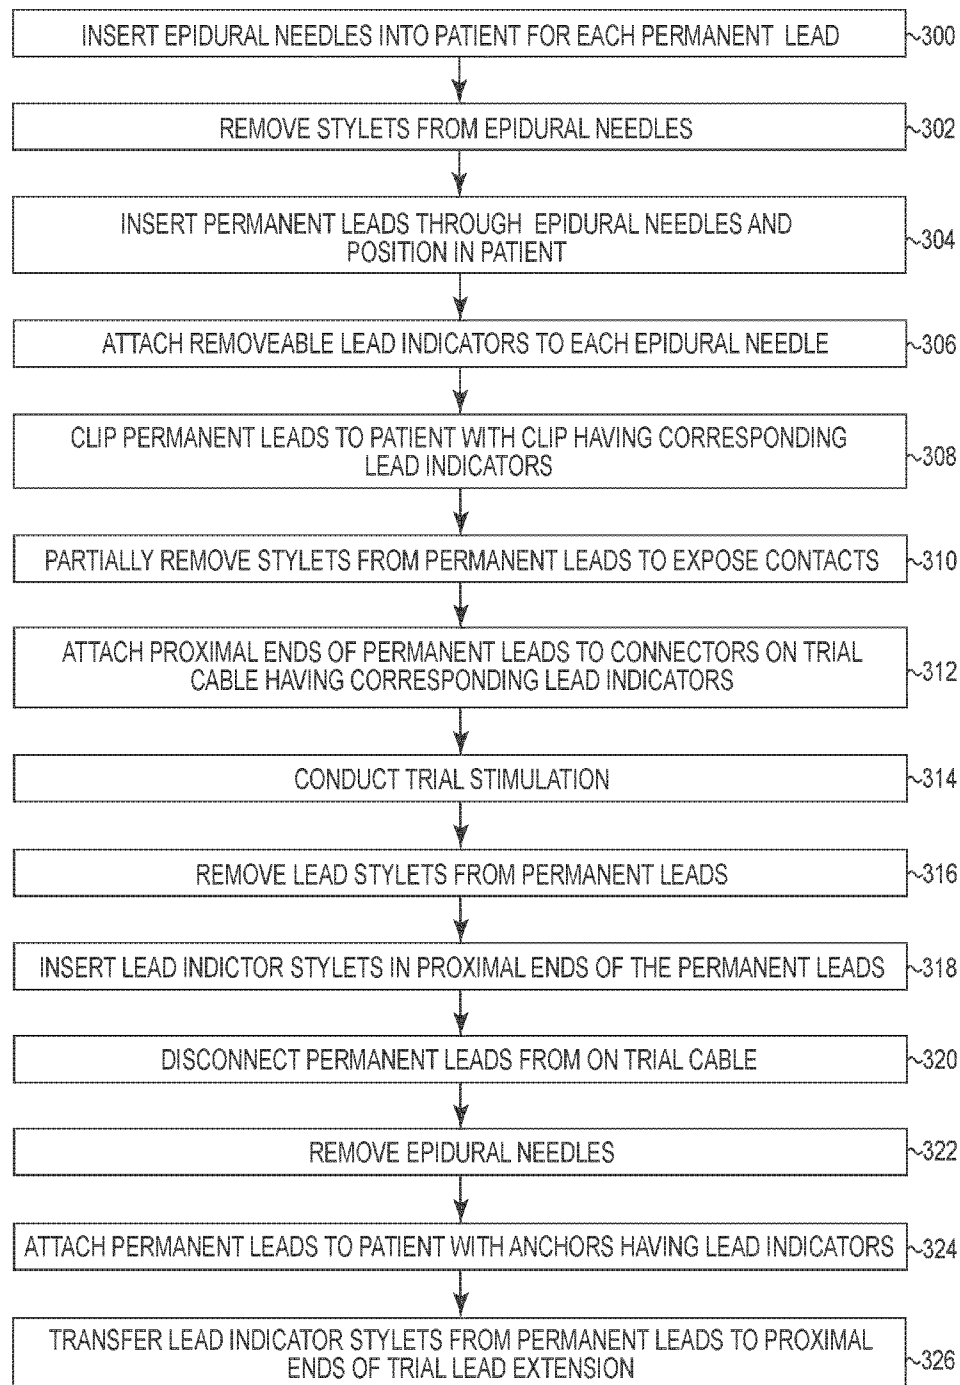 INSERT EPIDURAL NEEDLES INTO PATIENT FOR EACH PERMANENT LEAD
300
REMOVE STYLETS FROM EPIDURAL NEEDLES
302
INSERT PERMANENT LEADS THROUGH EPIDURAL NEEDLES AND
POSITION IN PATIENT
304
ATTACH REMOVEABLE LEAD INDICATORS TO EACH EPIDURAL NEEDLE
306
CLIP PERMANENT LEADS TO PATIENT WITH CLIP HAVING CORRESPONDING
LEAD INDICATORS
308
PARTIALLY REMOVE STYLETS FROM PERMANENT LEADS TO EXPOSE CONTACTS
310
ATTACH PROXIMAL ENDS OF PERMANENT LEADS TO CONNECTORS ON TRIAL
CABLE HAVING CORRESPONDING LEAD INDICATORS
312
CONDUCT TRIAL STIMULATION
314
REMOVE LEAD STYLETS FROM PERMANENT LEADS
316
INSERT LEAD INDICTOR STYLETS IN PROXIMAL ENDS OF THE PERMANENT LEADS
318
DISCONNECT PERMANENT LEADS FROM ON TRIAL CABLE
320
REMOVE EPIDURAL NEEDLES
322
ATTACH PERMANENT LEADS TO PATIENT WITH ANCHORS HAVING LEAD INDICATORS
324
TRANSFER LEAD INDICATOR STYLETS FROM PERMANENT LEADS TO PROXIMAL
ENDS OF TRIAL LEAD EXTENSION
326